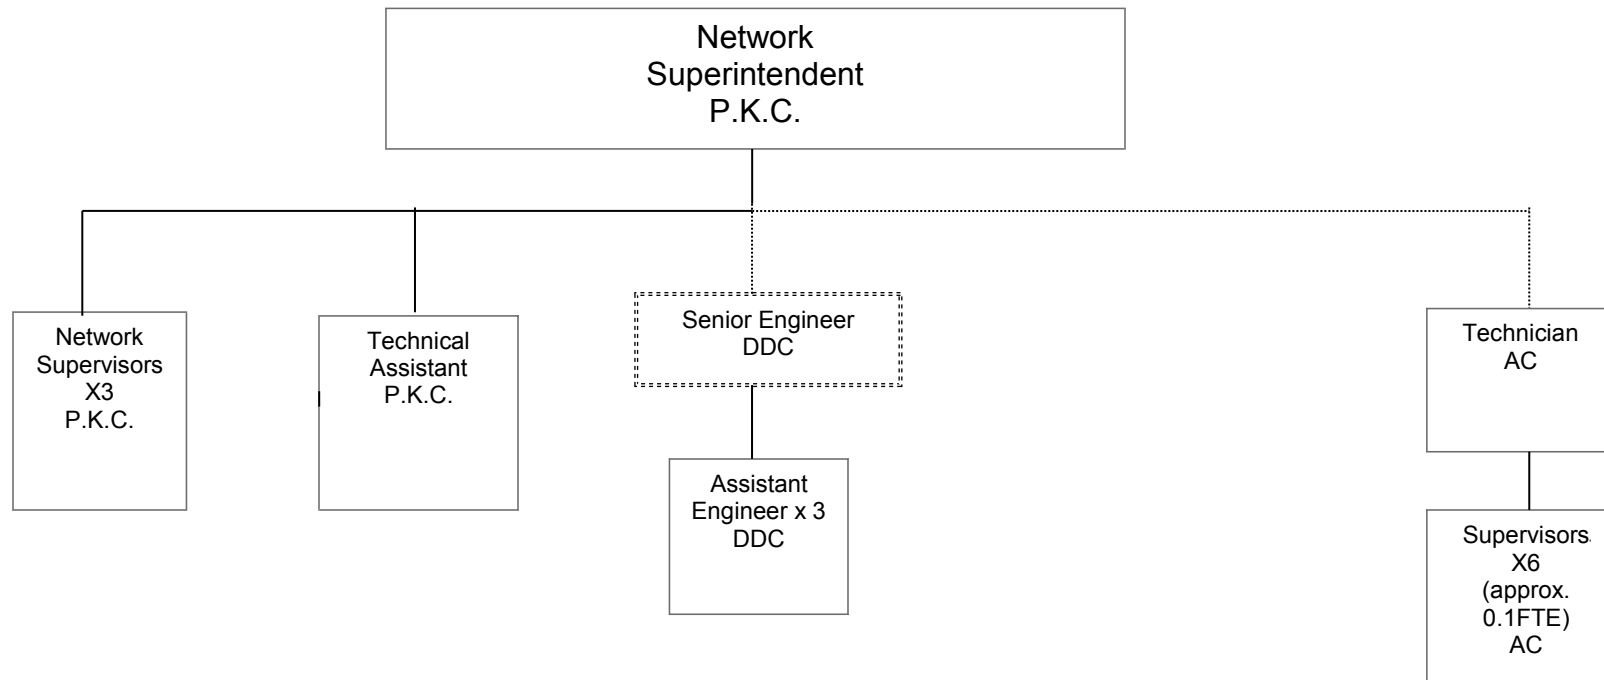 Network
Superintendent
P.K.C.
Network
Supervisors
X3
P.K.C.
Technical
Assistant
P.K.C.
Senior Engineer
DDC
Technician
AC
Assistant
Engineer x 3
DDC
Supervisors
X6
(approx.
0.1FTE)
AC